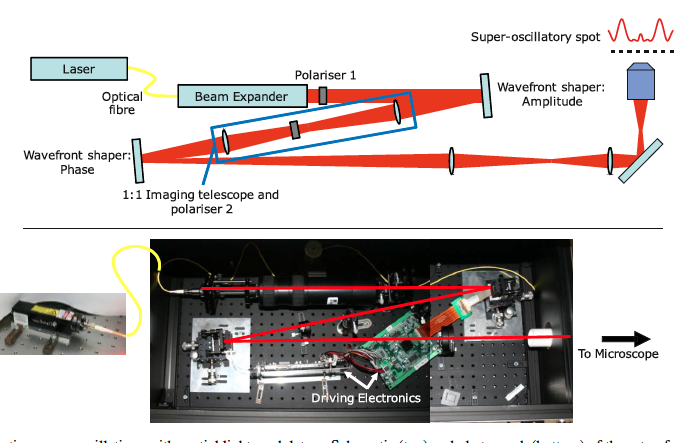 Super-oscillatory spot
Laser
Polariser 1
Optical
fibre
Beam Expander
Wavefront shaper:
Amplitude
Wavefront shaper:
Phase
1:1 Imaging telescope and
polariser 2
To Microscope
Driving Electronics